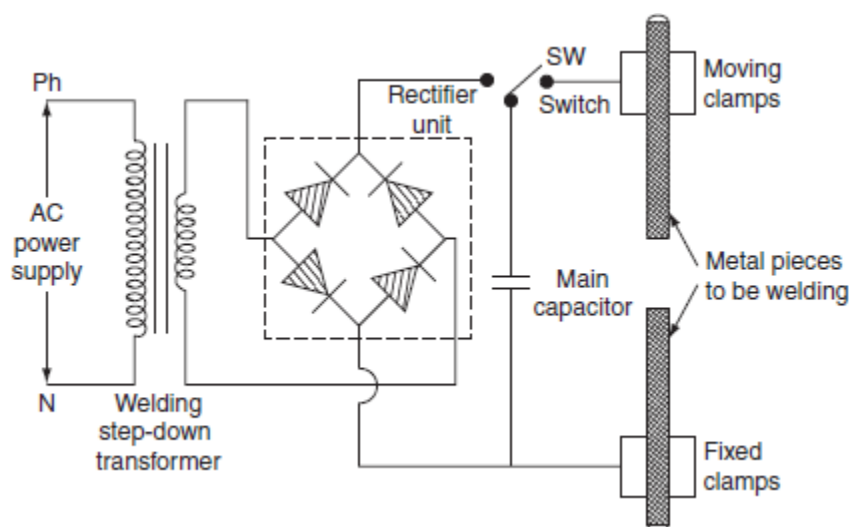 Ph
AC
power
supply
N
Welding
step-down
transformer
Rectifier
unit
SW
Switch
Main
capacitor
Moving
clamps
Metal pieces
to be welding
Fixed
clamps